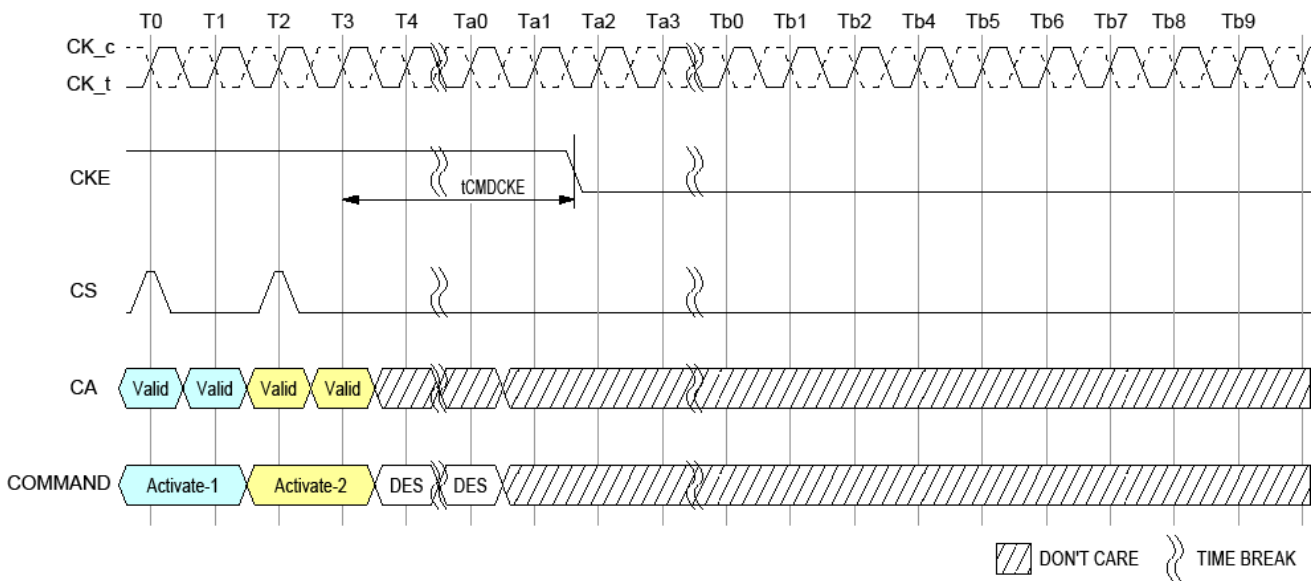 T0 T1 T2 T3 T4 Ta0 Ta1 Ta2 Ta3 Tb0 Tb1 Tb2 Tb4 Tb5 Tb6 Tb7 Tb8 Tb9
CK_c
CK_t
CKE
tCMDCKE
CS
CA Valid Valid Valid Valid
COMMAND Activate-1 Activate-2 DES DES
DON'T CARE TIME BREAK